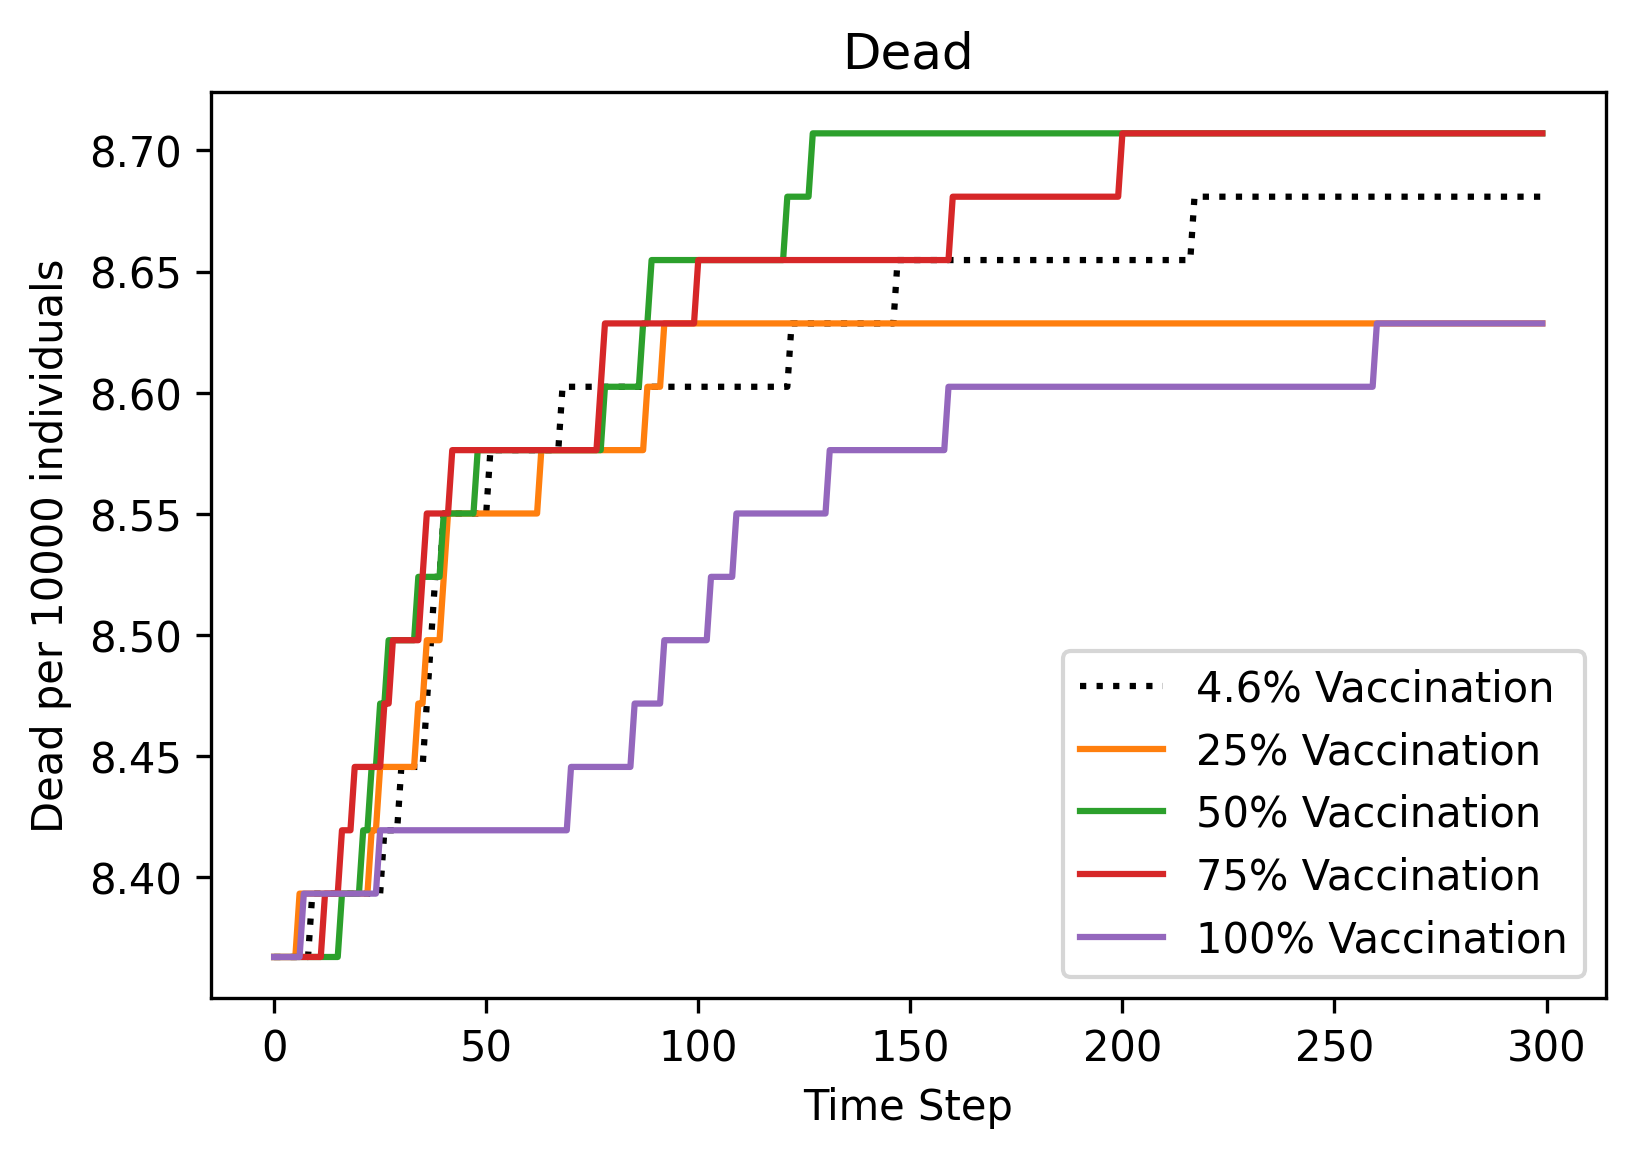 Dead
Dead per 10000 individuals
8.70
8.65
8.60
8.55
8.50
8.45
8.40
4.6% Vaccination
25% Vaccination
50% Vaccination
75% Vaccination
100% Vaccination
0 50 100 150 200 250 300
Time Step